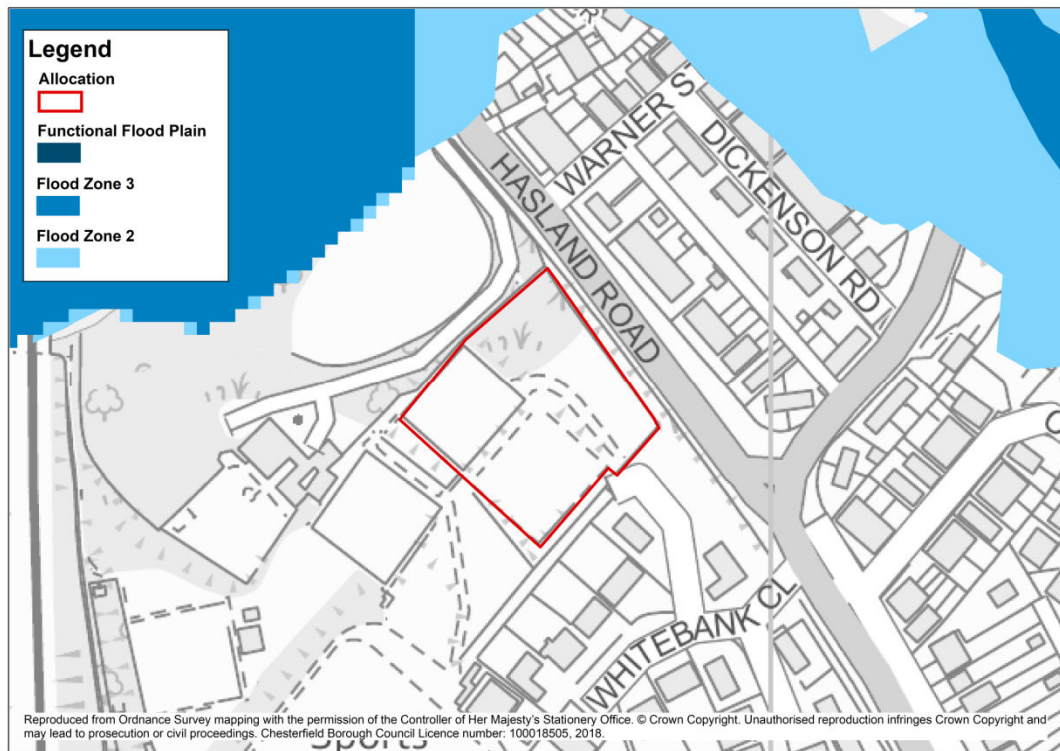 Legend
Allocation
Functional Flood Plain
Flood Zone 3
Flood Zone 2
WARNER S
DICKENSON RD
HASLAND ROAD
WHITEBANK CL
Sports
Reproduced from Ordnance Survey mapping with the permission of the Controller of Her Majesty's Stationery Office. © Crown Copyright. Unauthorised reproduction infringes Crown Copyright and
may lead to prosecution or civil proceedings. Chesterfield Borough Council Licence number: 100018505, 2018.